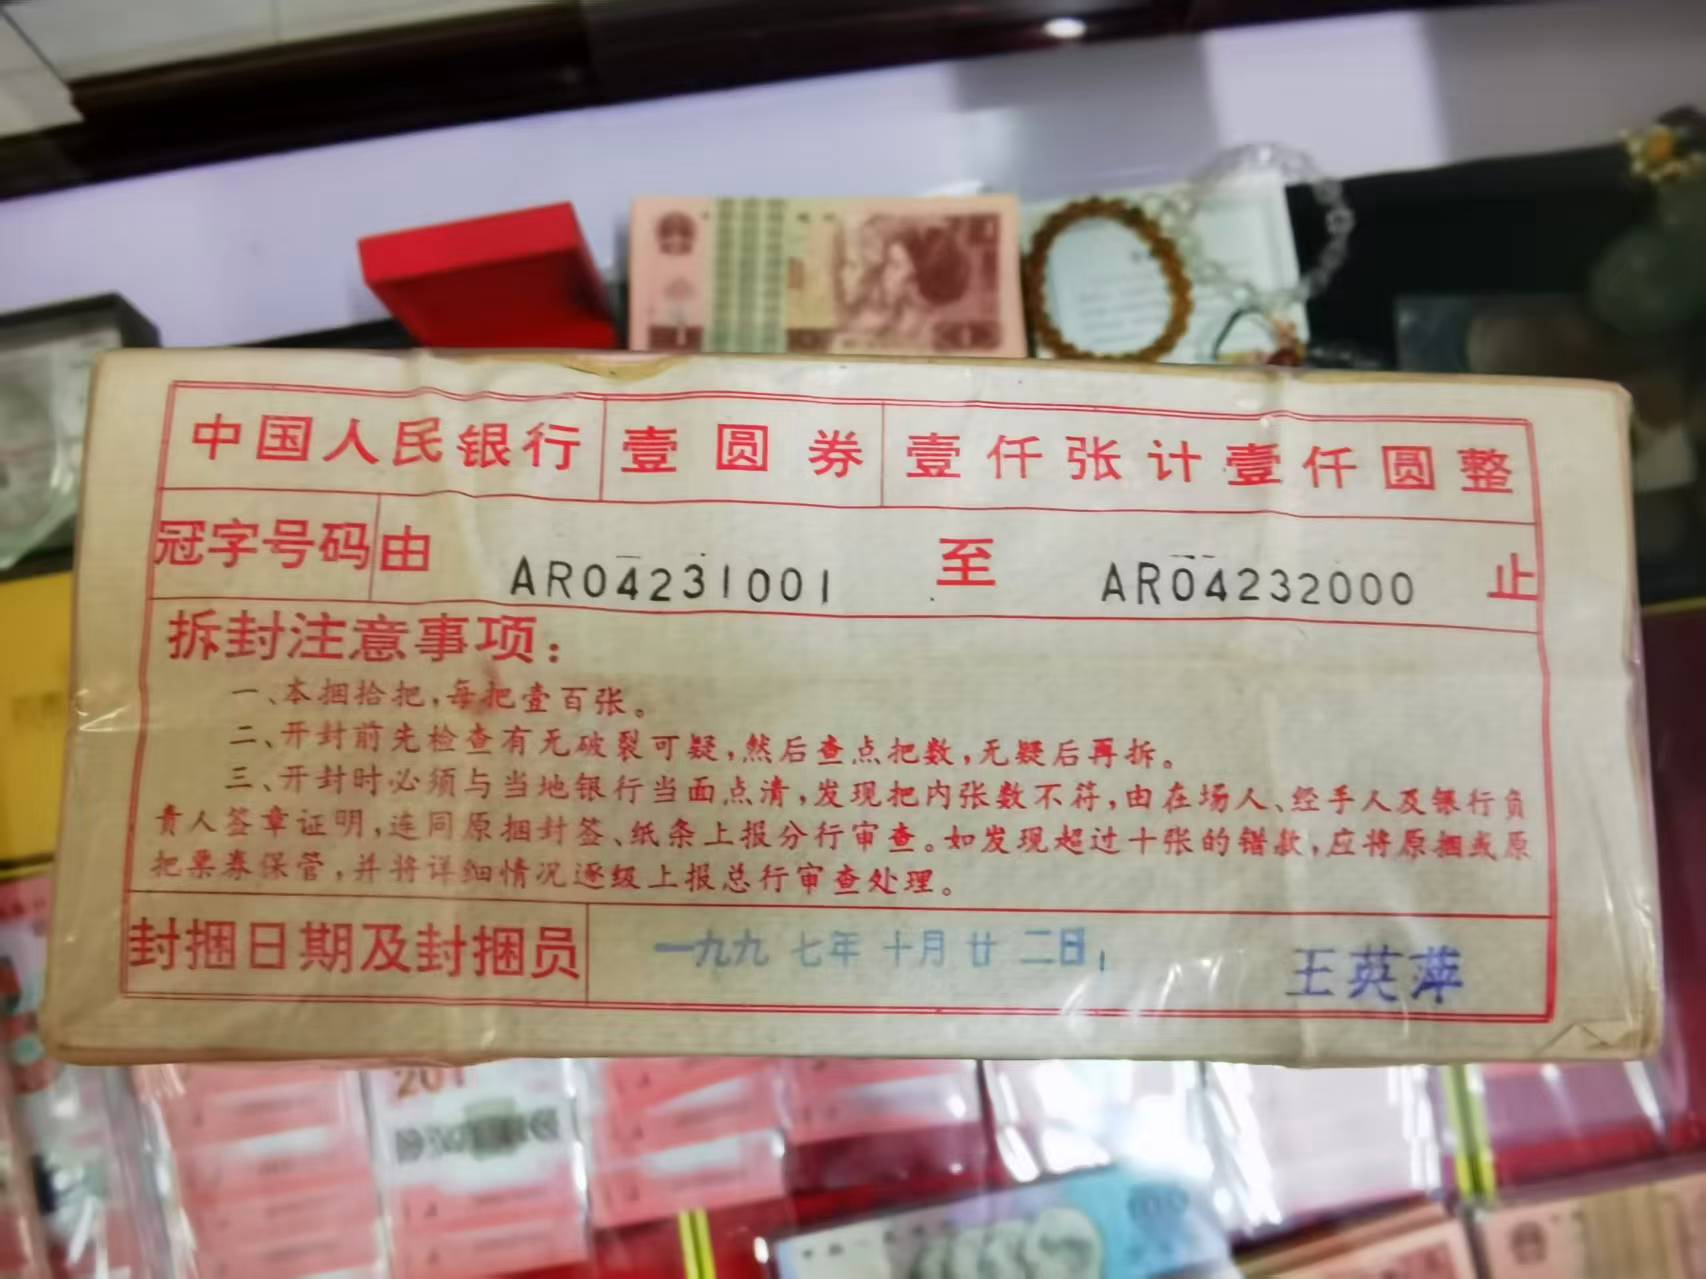 中国人民银行 壹圆券 壹仟张计壹仟圆整
冠字号码 由 AR04231001 至 AR04232000 止
拆封注意事项：
一、本捆拾把，每把壹百张。
二、开封前先检查有无破裂可疑，然后查点把数，无疑后再拆。
三、开封时必须与当地银行当面点清，发现把内张数不符，由在场人、经手人及银行负
责人签章证明，连同原捆封签、纸条上报分行审查。如发现超过十张的错款，应将原捆或原
把票券保管，并将详细情况逐级上报总行审查处理。
封捆日期及封捆员 一九九七年十月廿二日 王英萍
201